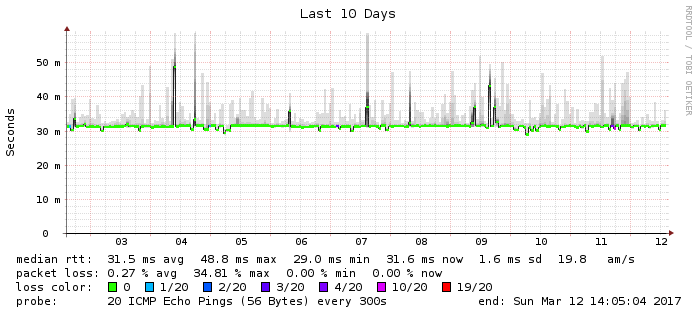 Last 10 Days
RRDTOOL / TOBI OETIKER
Seconds
50 m
40 m
30 m
20 m
10 m
0
03 04 05 06 07 08 09 10 11 12
median rtt: 31.5 ms avg 48.8 ms max 29.0 ms min 31.6 ms now 1.6 ms sd 19.8 am/s
packet loss: 0.27 % avg 34.81 % max 0.00 % min 0.00 % now
loss color: 0 1/20 2/20 3/20 4/20 10/20 19/20
probe: 20 ICMP Echo Pings (56 Bytes) every 300s end: Sun Mar 12 14:05:04 2017